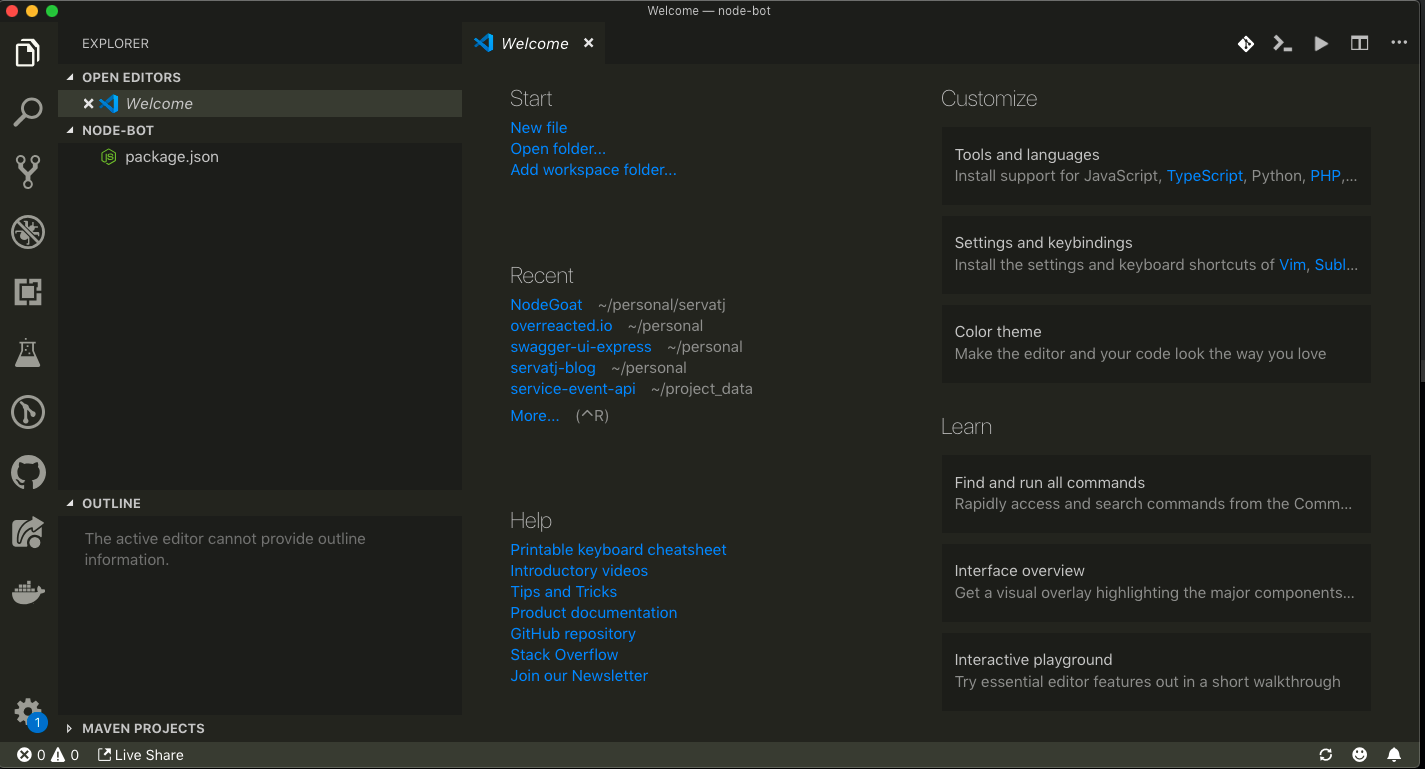 Welcome — node-bot
EXPLORER
OPEN EDITORS
Welcome
NODE-BOT
package.json
OUTLINE
The active editor cannot provide outline
information.
MAVEN PROJECTS
1
Welcome
Start
New file
Open folder...
Add workspace folder...
Recent
NodeGoat ~/personal/servatj
overreacted.io ~/personal
swagger-ui-express ~/personal
servatj-blog ~/personal
service-event-api ~/project_data
More... (^R)
Help
Printable keyboard cheatsheet
Introductory videos
Tips and Tricks
Product documentation
GitHub repository
Stack Overflow
Join our Newsletter
Customize
Tools and languages
Install support for JavaScript, TypeScript, Python, PHP,...
Settings and keybindings
Install the settings and keyboard shortcuts of Vim, Subl...
Color theme
Make the editor and your code look the way you love
Learn
Find and run all commands
Rapidly access and search commands from the Comm...
Interface overview
Get a visual overlay highlighting the major components...
Interactive playground
Try essential editor features out in a short walkthrough
0 0 Live Share